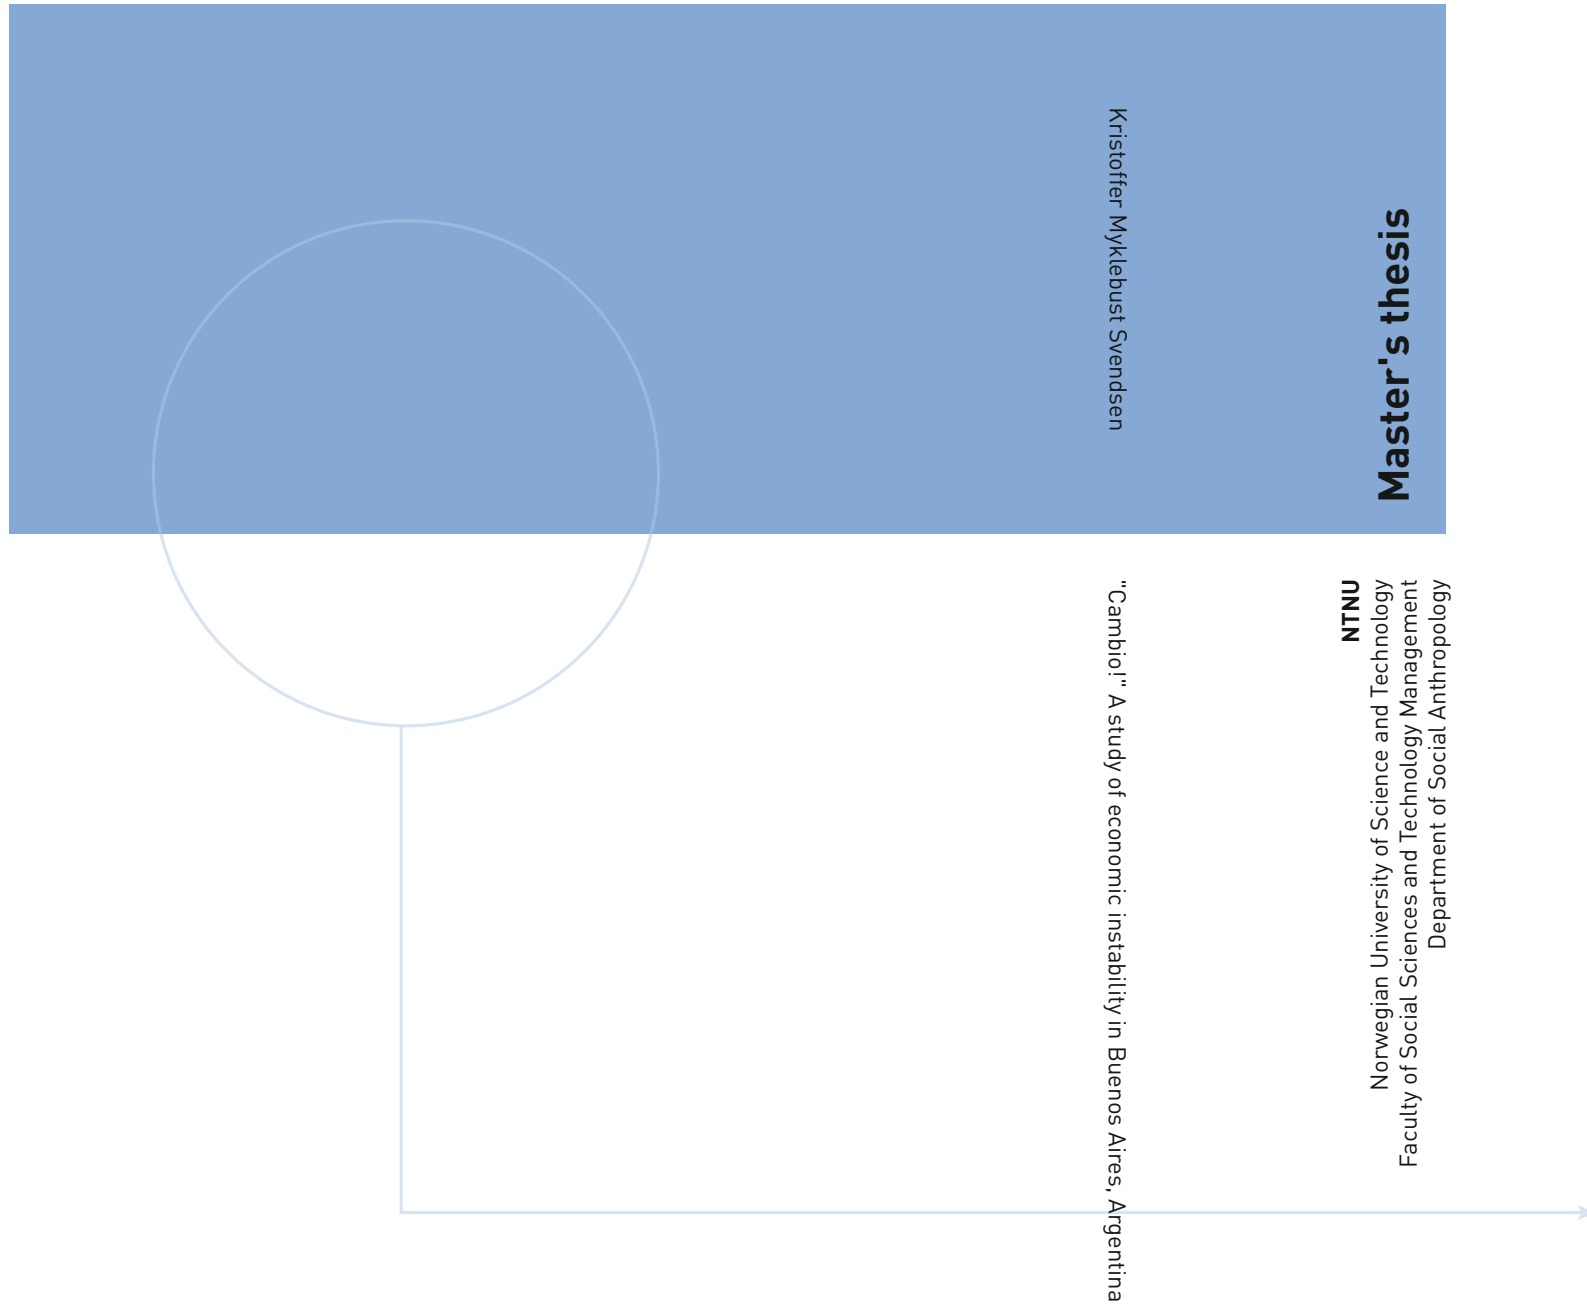 Kristoffer Myklebust Svendsen
"Cambio!" A study of economic instability in Buenos Aires, Argentina
Master's thesis
NTNU
Norwegian University of Science and Technology
Faculty of Social Sciences and Technology Management
Department of Social Anthropology